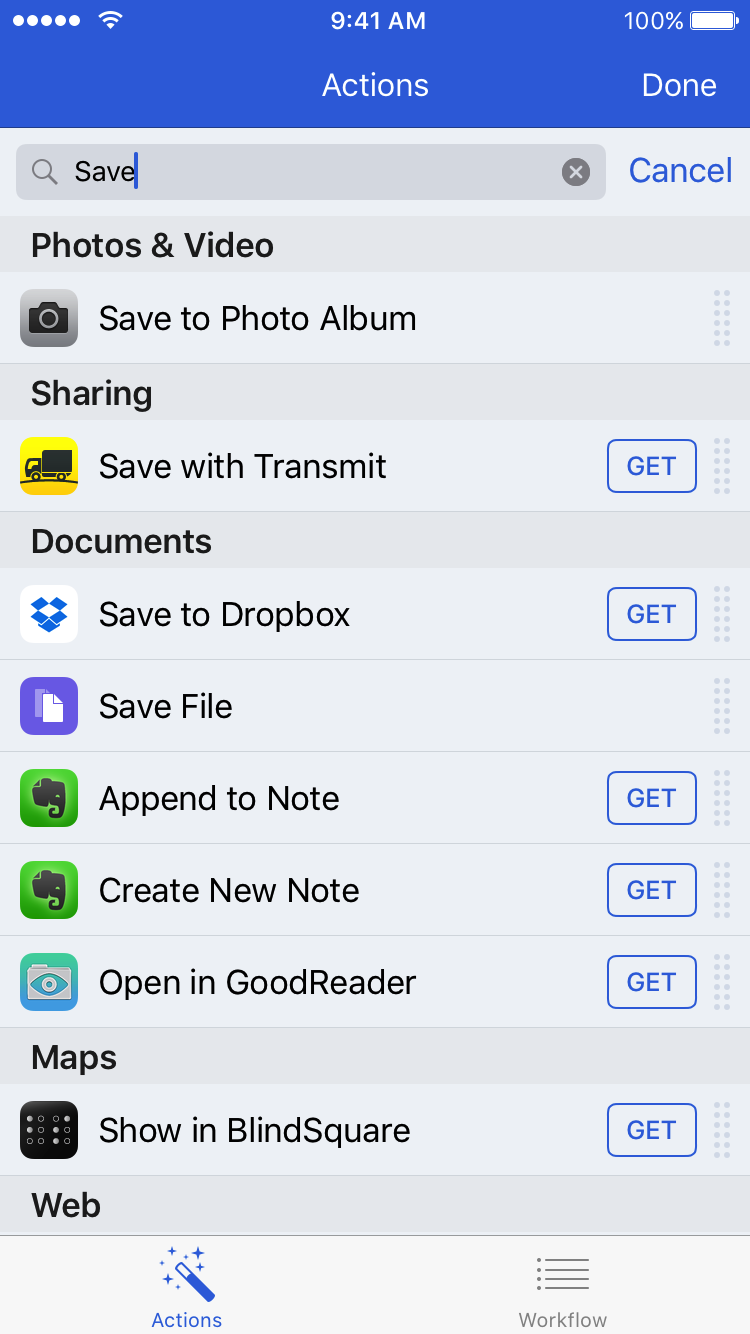 9:41 AM 100%
Actions Done
Save Cancel
Photos & Video
Save to Photo Album
Sharing
Save with Transmit GET
Documents
Save to Dropbox GET
Save File
Append to Note GET
Create New Note GET
Open in GoodReader GET
Maps
Show in BlindSquare GET
Web
Actions Workflow